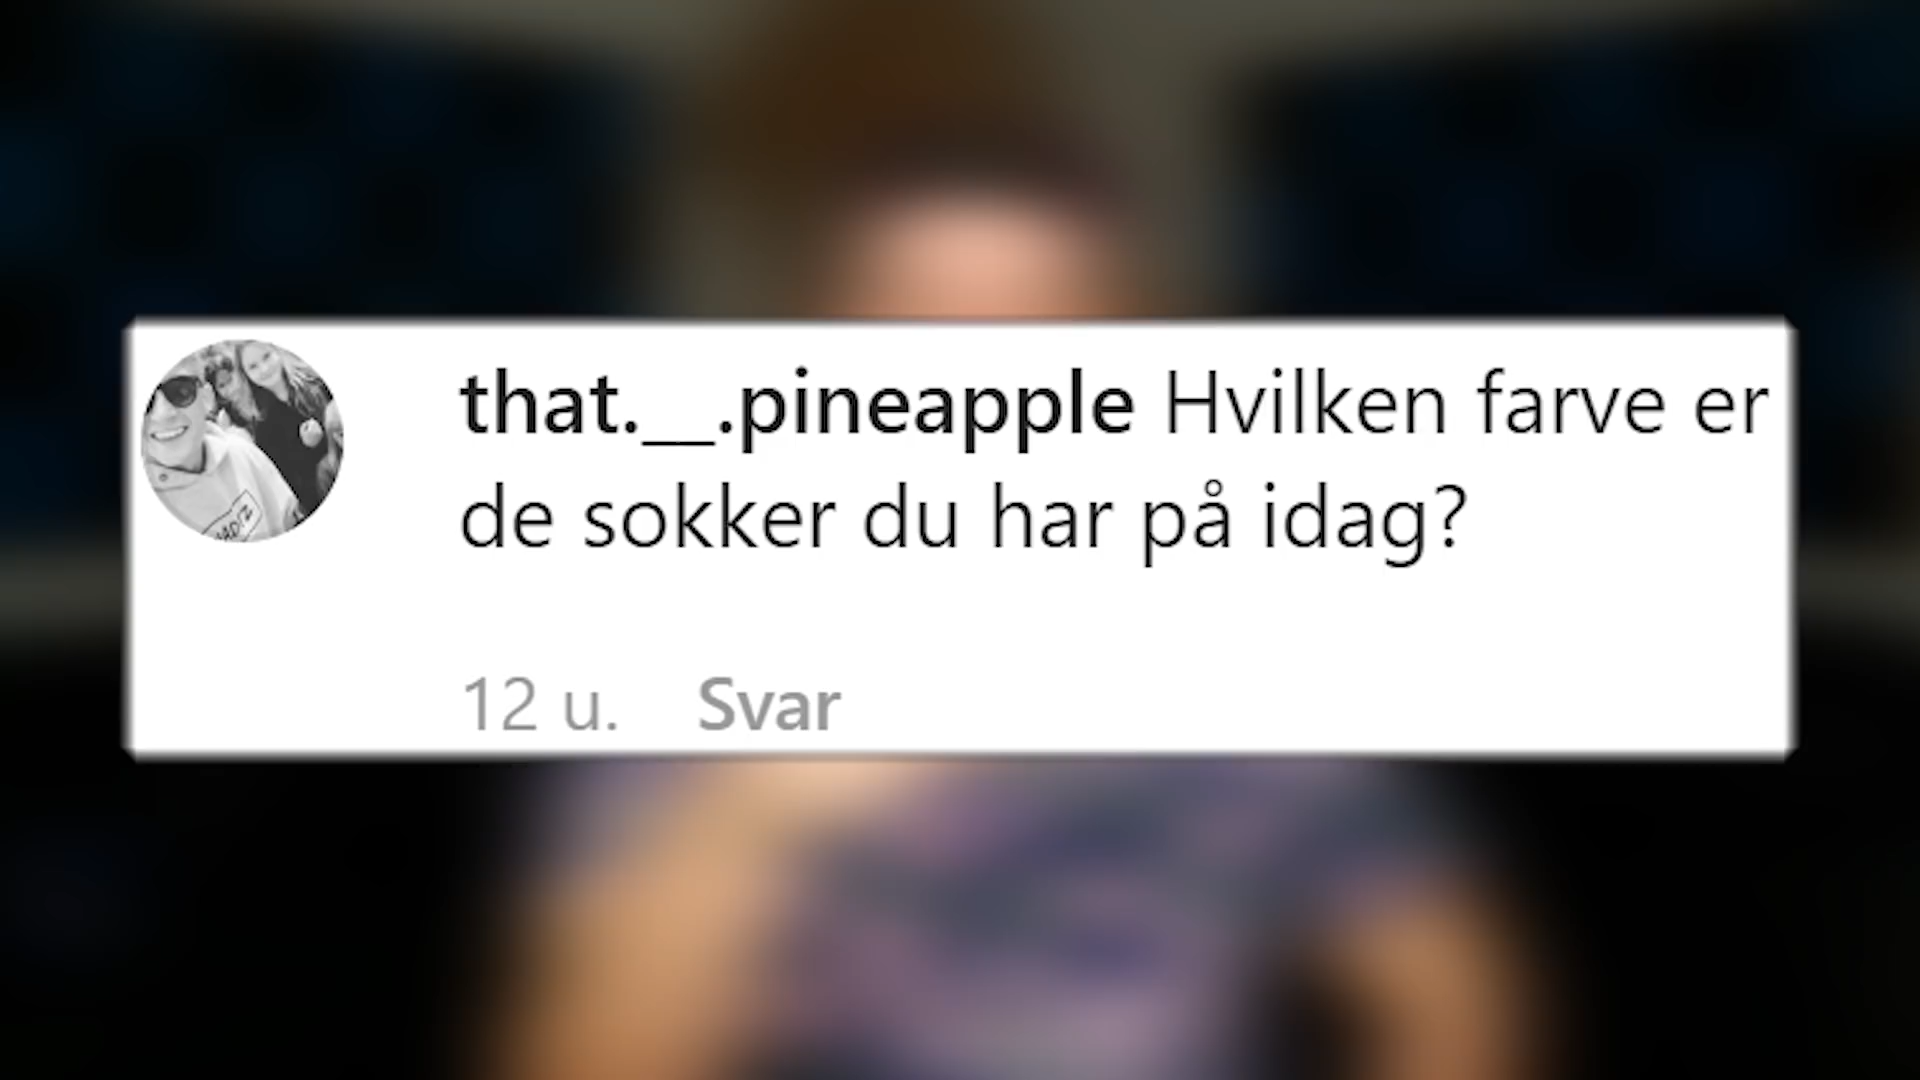 that.__.pineapple Hvilken farve er
de sokker du har på idag?
12 u. Svar